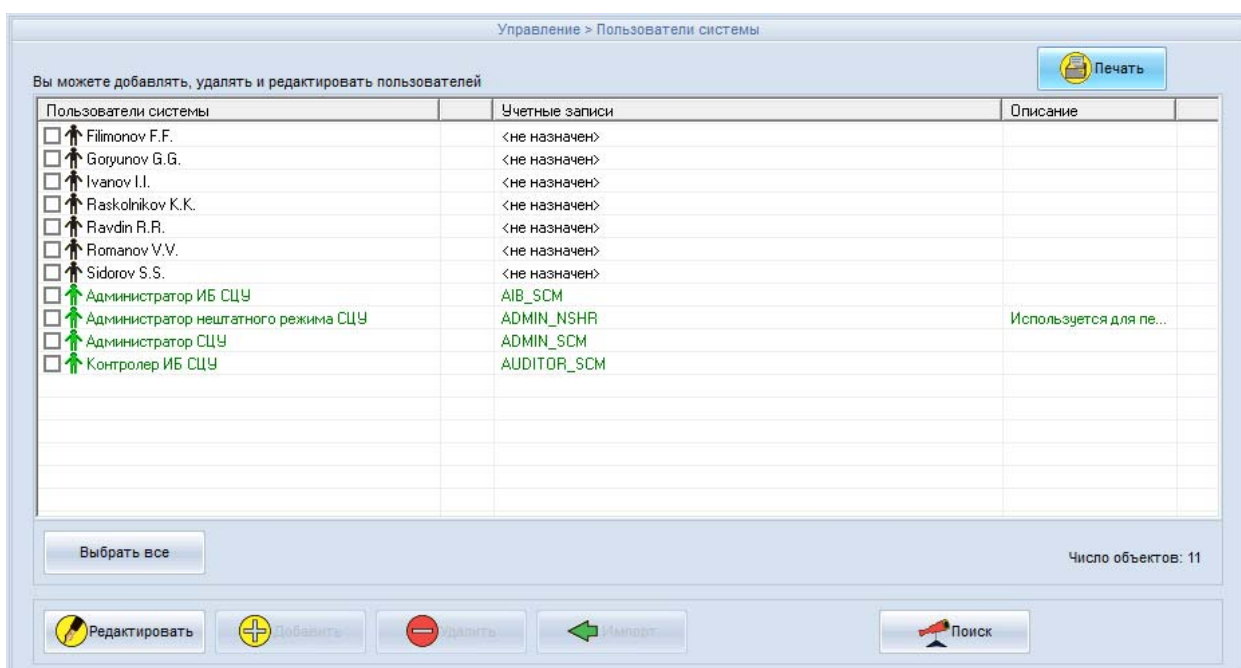 Управление > Пользователи системы
Печать
Вы можете добавлять, удалять и редактировать пользователей
Пользователи системы Учетные записи Описание
Filimonov F.F. <не назначен>
Goryunov G.G. <не назначен>
Ivanov I.I. <не назначен>
Raskolnikov K.K. <не назначен>
Ravdin R.R. <не назначен>
Romanov V.V. <не назначен>
Sidorov S.S. <не назначен>
Администратор ИБ СЦУ AIB_SCM
Администратор нештатного режима СЦУ ADMIN_NSHR Используется для пе...
Администратор СЦУ ADMIN_SCM
Контролер ИБ СЦУ AUDITOR_SCM
Выбрать все Число объектов: 11
Редактировать Добавить Удалить Импорт Поиск